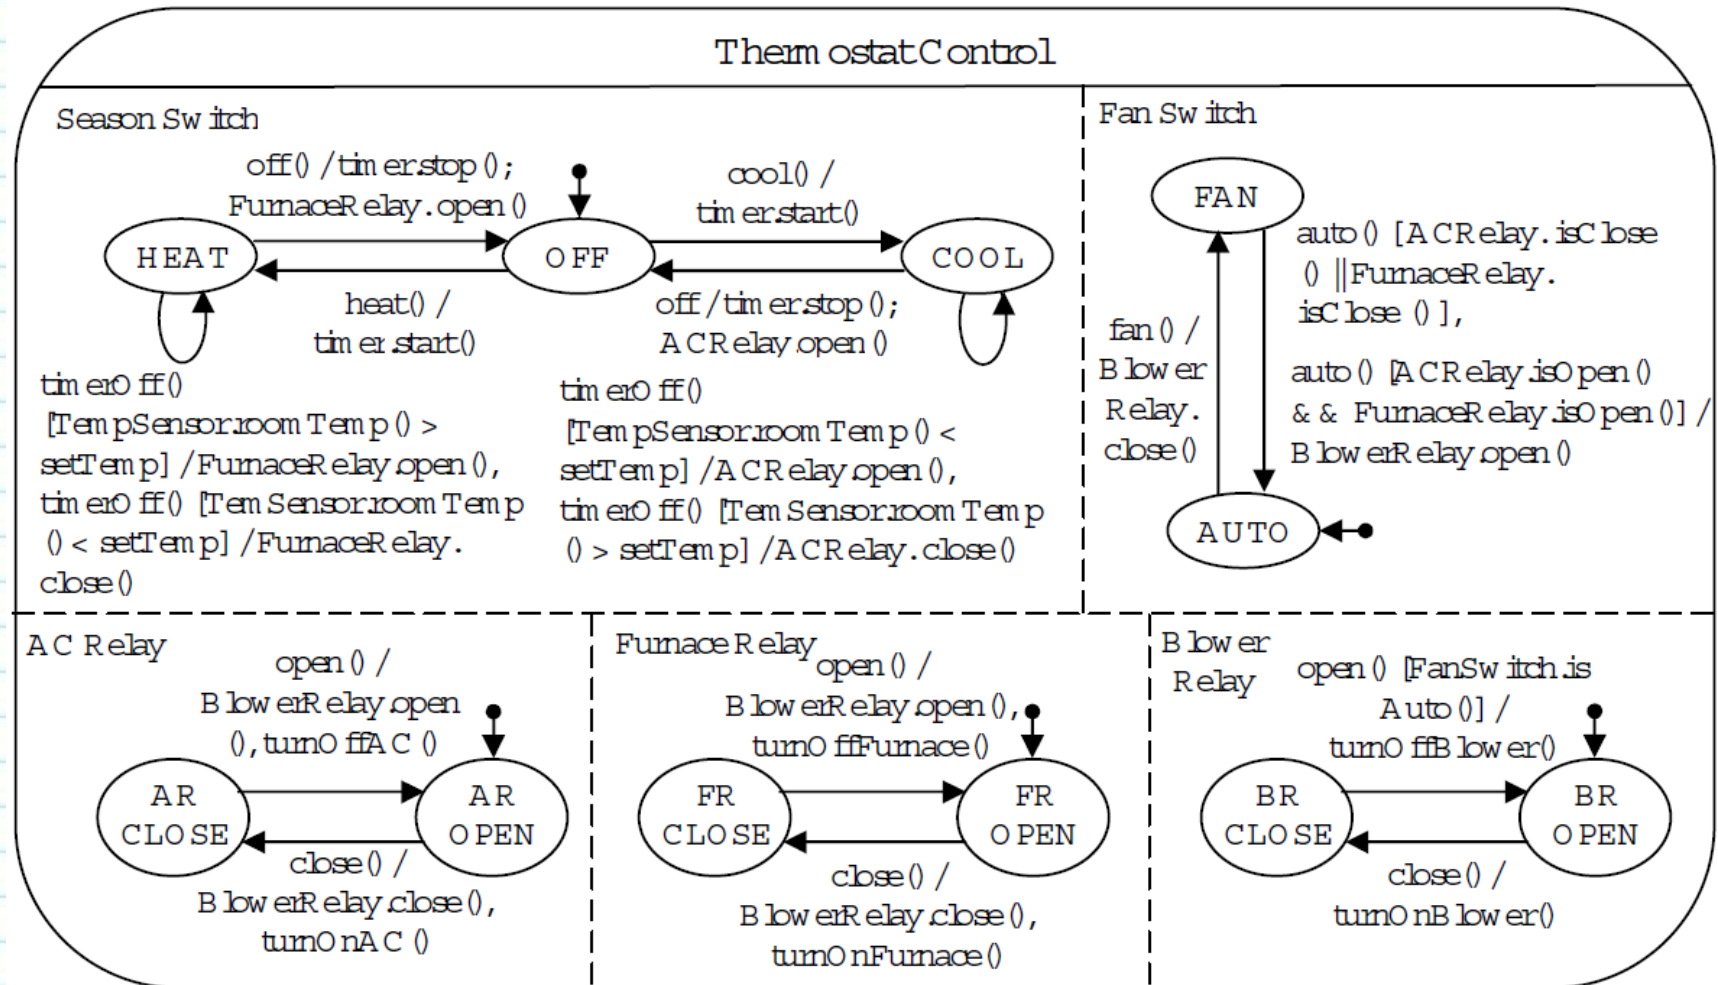 ThermostatControl
Season Switch
off() /timer.stop();
FurnaceRelay.open()
cool() /
timer.start()
HEAT
OFF
COOL
heat() /
timer.start()
off/timer.stop();
ACRelay.open()
timerOff()
[TempSensor.roomTemp() >
setTemp] /FurnaceRelay.open(),
timerOff() [TemSensor.roomTemp
() < setTemp] /FurnaceRelay.
close()
timerOff()
[TempSensor.roomTemp() <
setTemp] /ACRelay.open(),
timerOff() [TemSensor.roomTemp
() > setTemp] /ACRelay.close()
Fan Switch
FAN
auto() [ACRelay.isClose
() ||FurnaceRelay.
isClose ()],
fan() /
Blower
Relay.
close()
auto() [ACRelay.isOpen()
&& FurnaceRelay.isOpen()] /
BlowerRelay.open()
AUTO
AC Relay
open() /
BlowerRelay.open
(),turnOffAC ()
AR
CLOSE
AR
OPEN
close() /
BlowerRelay.close(),
turnOnAC ()
Furnace Relay
open() /
BlowerRelay.open(),
turnOffFurnace()
FR
CLOSE
FR
OPEN
close() /
BlowerRelay.close(),
turnOnFurnace()
Blower
Relay
open() [FanSwitch.is
Auto()] /
turnOffBlower()
BR
CLOSE
BR
OPEN
close() /
turnOnBlower()